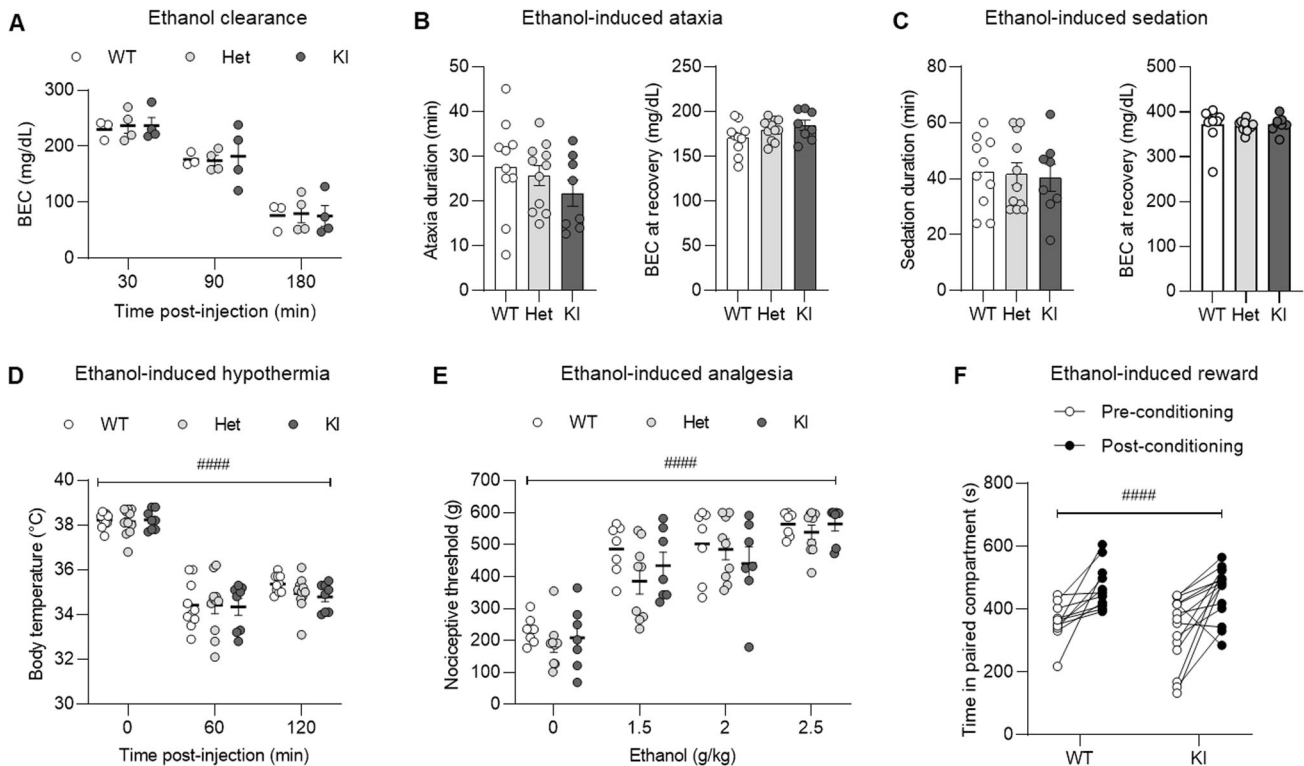 A
Ethanol clearance
WT
Het
KI
BEC (mg/dL)
300
200
100
0
30
90
180
Time post-injection (min)
B
Ethanol-induced ataxia
Ataxia duration (min)
50
40
30
20
10
0
WT Het KI
BEC at recovery (mg/dL)
250
200
150
100
50
0
WT Het KI
C
Ethanol-induced sedation
Sedation duration (min)
80
60
40
20
0
WT Het KI
BEC at recovery (mg/dL)
500
400
300
200
100
0
WT Het KI
D
Ethanol-induced hypothermia
WT
Het
KI
####
Body temperature (°C)
40
38
36
34
32
30
0
60
120
Time post-injection (min)
E
Ethanol-induced analgesia
WT
Het
KI
####
Nociceptive threshold (g)
700
600
500
400
300
200
100
0
0
1.5
2
2.5
Ethanol (g/kg)
F
Ethanol-induced reward
Pre-conditioning
Post-conditioning
####
Time in paired compartment (s)
800
600
400
200
0
WT
KI